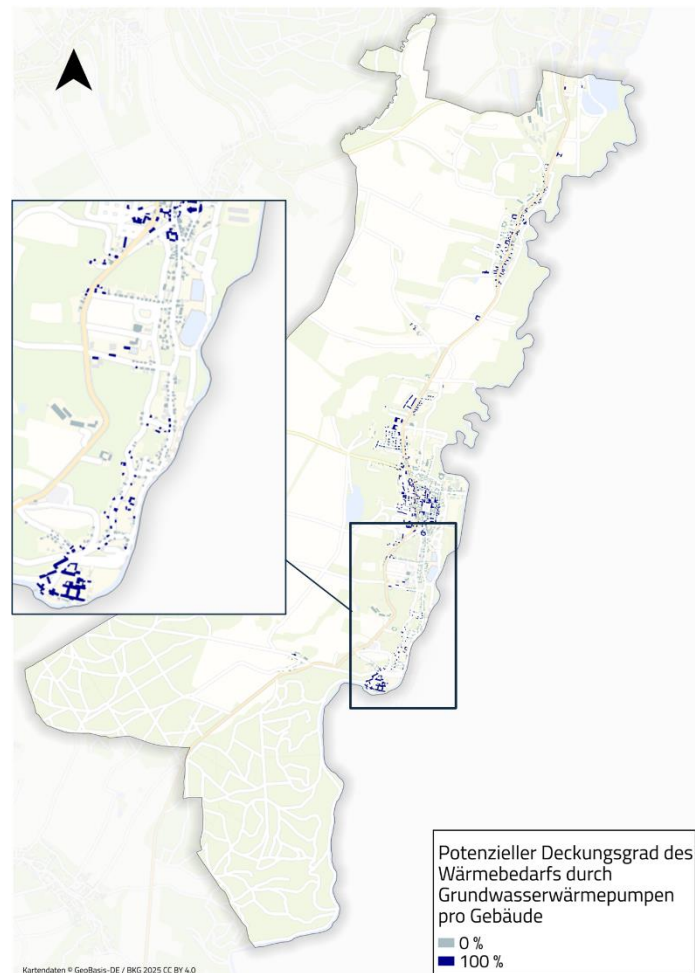 Potenzieller Deckungsgrad des
Wärmebedarfs durch
Grundwasserwärmepumpen
pro Gebäude
0 %
100 %
Kartendaten © GeoBasis-DE / BKG 2025 CC BY 4.0